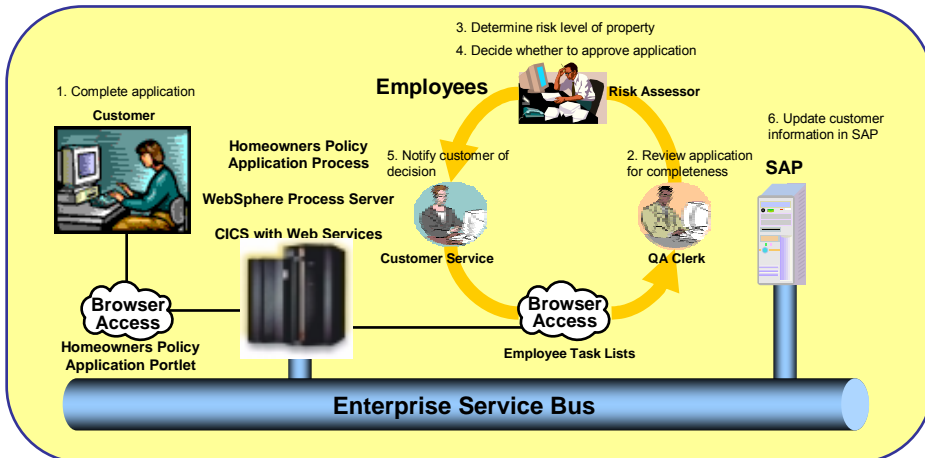 3. Determine risk level of property
4. Decide whether to approve application
Employees
Risk Assessor
1. Complete application
Customer
6. Update customer
information in SAP
SAP
Homeowners Policy
Application Process
5. Notify customer of
decision
2. Review application
for completeness
WebSphere Process Server
CICS with Web Services
Customer Service
QA Clerk
Browser
Access
Homeowners Policy
Application Portlet
Browser
Access
Employee Task Lists
Enterprise Service Bus